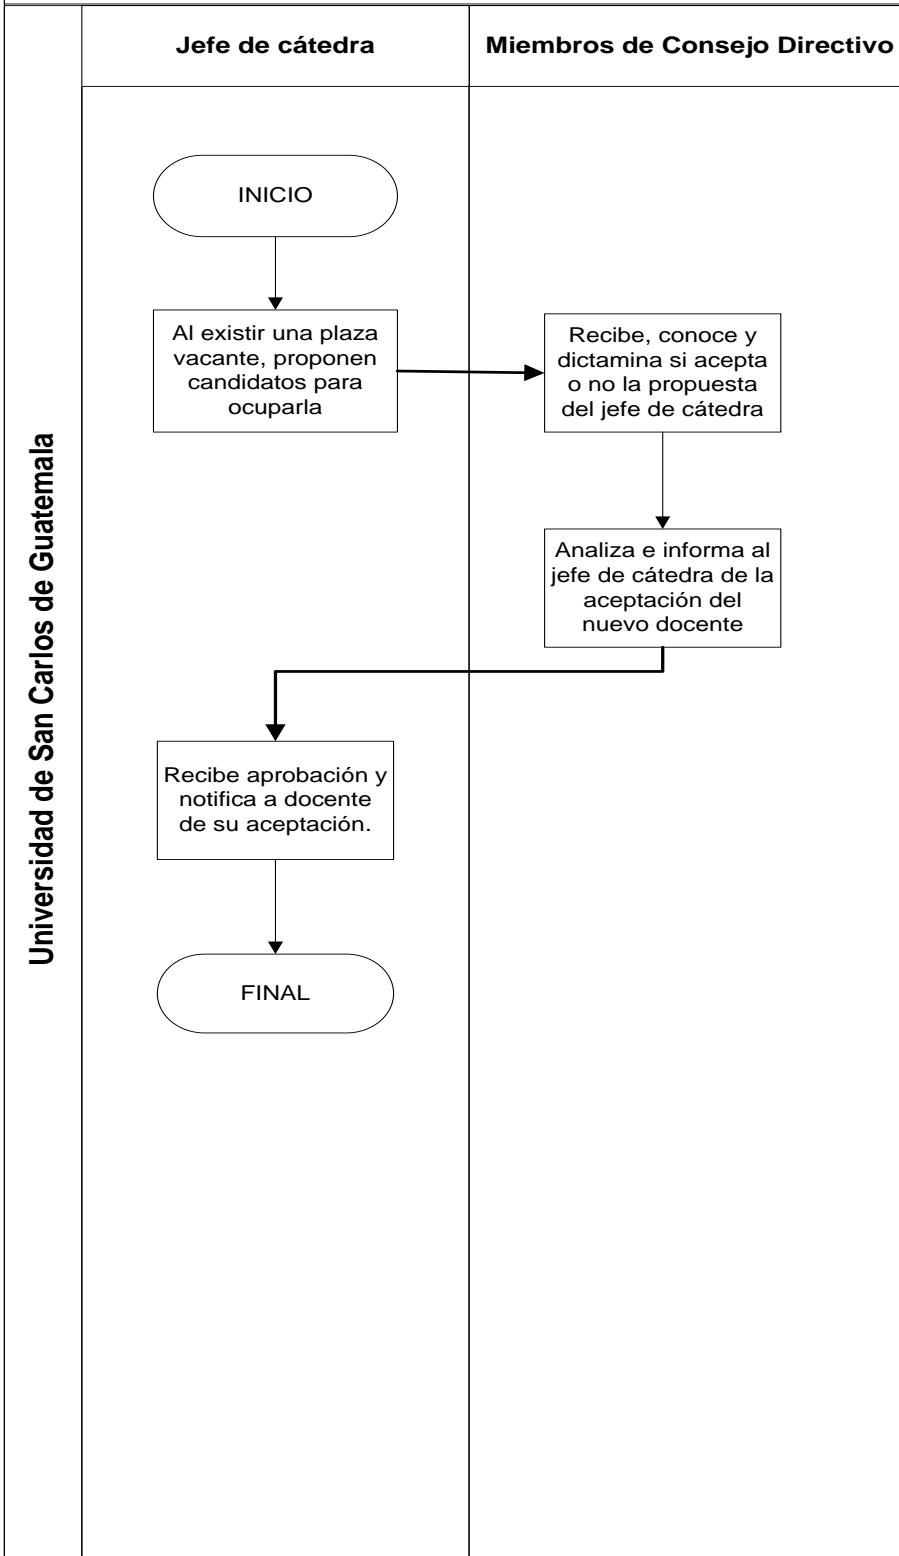 Jefe de cátedra
Miembros de Consejo Directivo
Universidad de San Carlos de Guatemala
INICIO
Al existir una plaza
vacante, proponen
candidatos para
ocuparla
Recibe, conoce y
dictamina si acepta
o no la propuesta
del jefe de cátedra
Analiza e informa al
jefe de cátedra de la
aceptación del
nuevo docente
Recibe aprobación y
notifica a docente
de su aceptación.
FINAL